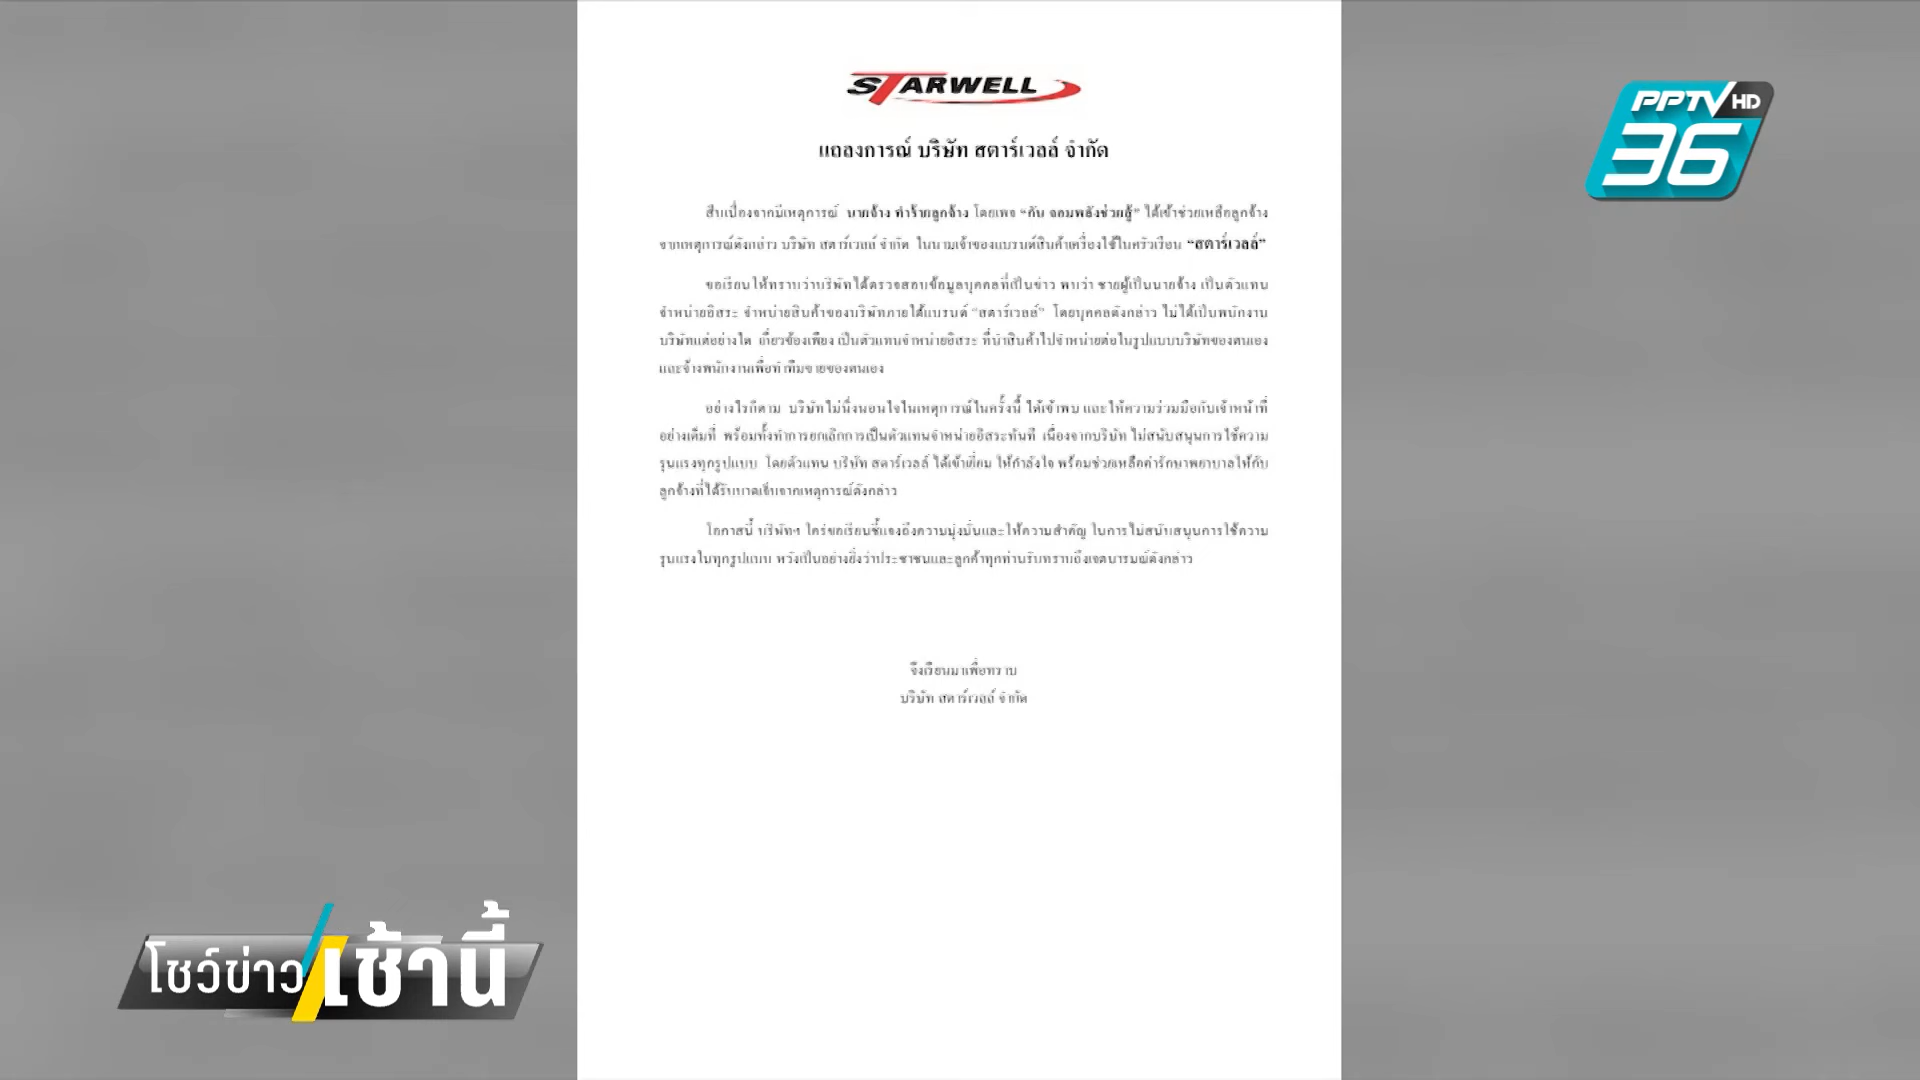 STARWELL
PPTV HD
36
แถลงการณ์ บริษัท สตาร์เวลล์ จำกัด
สืบเนื่องจากมีเหตุการณ์ นายจ้าง ทำร้ายลูกจ้าง โดยเพจ “กัน จอมพลังช่วยสู้” ได้เข้าช่วยเหลือลูกจ้าง
จากเหตุการณ์ดังกล่าว บริษัท สตาร์เวลล์ จำกัด ในนามเจ้าของแบรนด์สินค้าเครื่องใช้ในครัวเรือน “สตาร์เวลล์”
ขอเรียนให้ทราบว่าบริษัทได้ตรวจสอบข้อมูลบุคคลที่เป็นข่าว พบว่า ชายผู้เป็นนายจ้าง เป็นตัวแทน
จำหน่ายอิสระ จำหน่ายสินค้าของบริษัทภายใต้แบรนด์ “สตาร์เวลล์” โดยบุคคลดังกล่าว ไม่ได้เป็นพนักงาน
บริษัทแต่อย่างใด เกี่ยวข้องเพียง เป็นตัวแทนจำหน่ายอิสระ ที่นำสินค้าไปจำหน่ายต่อในรูปแบบบริษัทของตนเอง
และจ้างพนักงานเพื่อทำทีมขายของตนเอง
อย่างไรก็ตาม บริษัทไม่นิ่งนอนใจในเหตุการณ์ในครั้งนี้ ได้เข้าพบ และให้ความร่วมมือกับเจ้าหน้าที่
อย่างเต็มที่ พร้อมทั้งทำการยกเลิกการเป็นตัวแทนจำหน่ายอิสระทันที เนื่องจากบริษัท ไม่สนับสนุนการใช้ความ
รุนแรงทุกรูปแบบ โดยตัวแทน บริษัท สตาร์เวลล์ ได้เข้าเยี่ยม ให้กำลังใจ พร้อมช่วยเหลือค่ารักษาพยาบาลให้กับ
ลูกจ้างที่ได้รับบาดเจ็บจากเหตุการณ์ดังกล่าว
โอกาสนี้ บริษัทฯ ใคร่ขอเรียนชี้แจงถึงความมุ่งมั่นและให้ความสำคัญ ในการไม่สนับสนุนการใช้ความ
รุนแรงในทุกรูปแบบ หวังเป็นอย่างยิ่งว่าประชาชนและลูกค้าทุกท่านรับทราบถึงเจตนารมณ์ดังกล่าว
จึงเรียนมาเพื่อทราบ
บริษัท สตาร์เวลล์ จำกัด
โชว์ข่าวเช้านี้